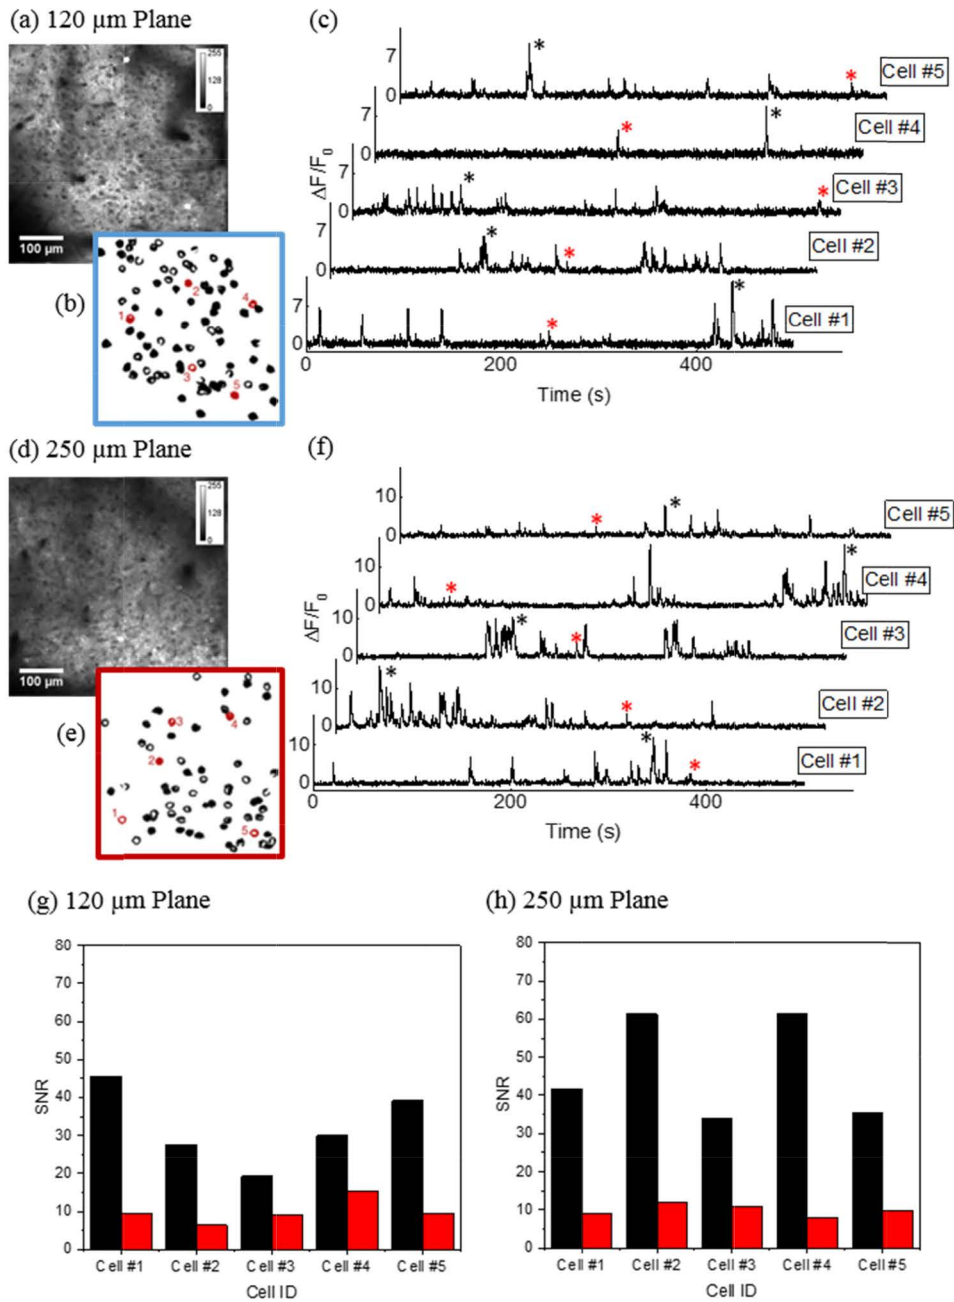 (a) 120 µm Plane
255
128
0
100 µm
(b)
1
2
3
4
5
(c)
ΔF/F0
7
0
* * Cell #5
7
0
* * Cell #4
7
0
* * Cell #3
7
0
* * Cell #2
7
0
* * Cell #1
0 200 400
Time (s)
(d) 250 µm Plane
255
128
0
100 µm
(e)
3
4
2
1
5
(f)
ΔF/F0
10
0
* * Cell #5
10
0
* * Cell #4
10
0
* * Cell #3
10
0
* * Cell #2
10
0
* * Cell #1
0 200 400
Time (s)
(g) 120 µm Plane
SNR
80
70
60
50
40
30
20
10
0
Cell #1 Cell #2 Cell #3 Cell #4 Cell #5
Cell ID
(h) 250 µm Plane
SNR
80
70
60
50
40
30
20
10
0
Cell #1 Cell #2 Cell #3 Cell #4 Cell #5
Cell ID